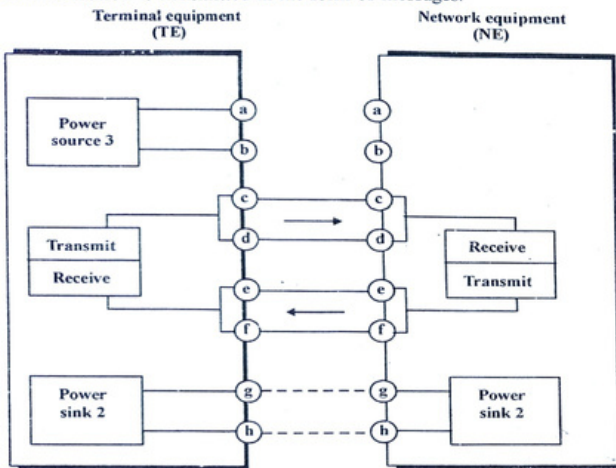 messages.
Terminal equipment
(TE)
Network equipment
(NE)
a
a
Power
source 3
b
b
c
c
d
d
Transmit
Receive
Receive
Transmit
e
e
f
f
Power
sink 2
g
g
Power
sink 2
h
h